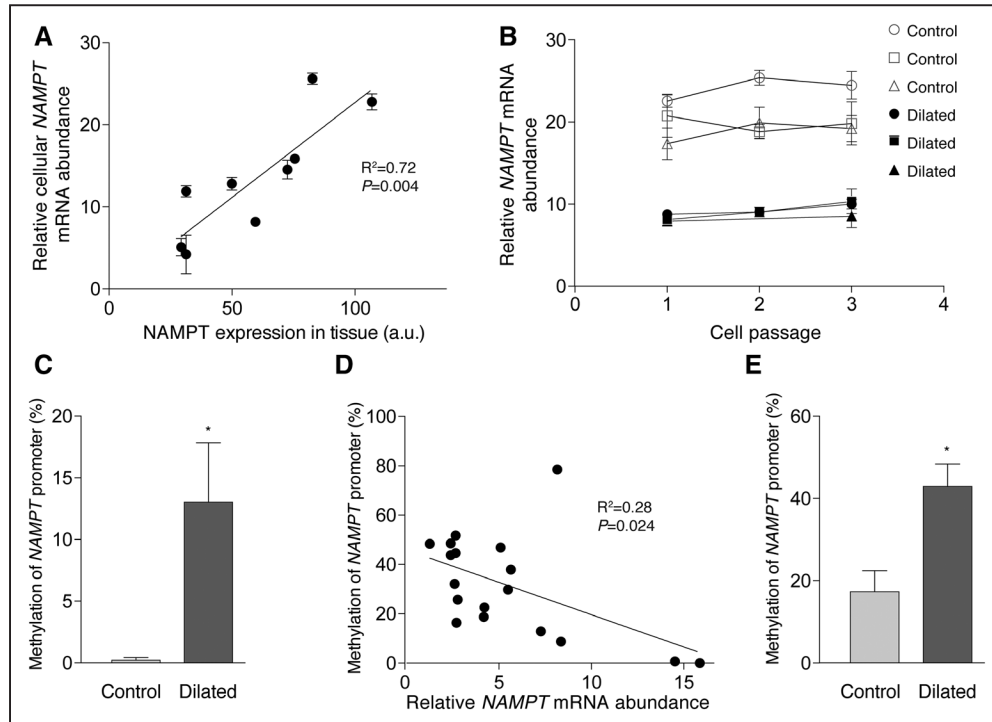 A
Relative cellular NAMPT
mRNA abundance
30
20
10
0
0
50
100
R²=0.72
P=0.004
NAMPT expression in tissue (a.u.)
B
Relative NAMPT mRNA
abundance
30
20
10
0
0
1
2
3
4
Cell passage
Control
Control
Control
Dilated
Dilated
Dilated
C
Methylation of NAMPT promoter (%)
20
15
10
5
0
*
Control
Dilated
D
Methylation of NAMPT promoter (%)
100
80
60
40
20
0
0
5
10
15
R²=0.28
P=0.024
Relative NAMPT mRNA abundance
E
Methylation of NAMPT promoter (%)
60
40
20
0
*
Control
Dilated